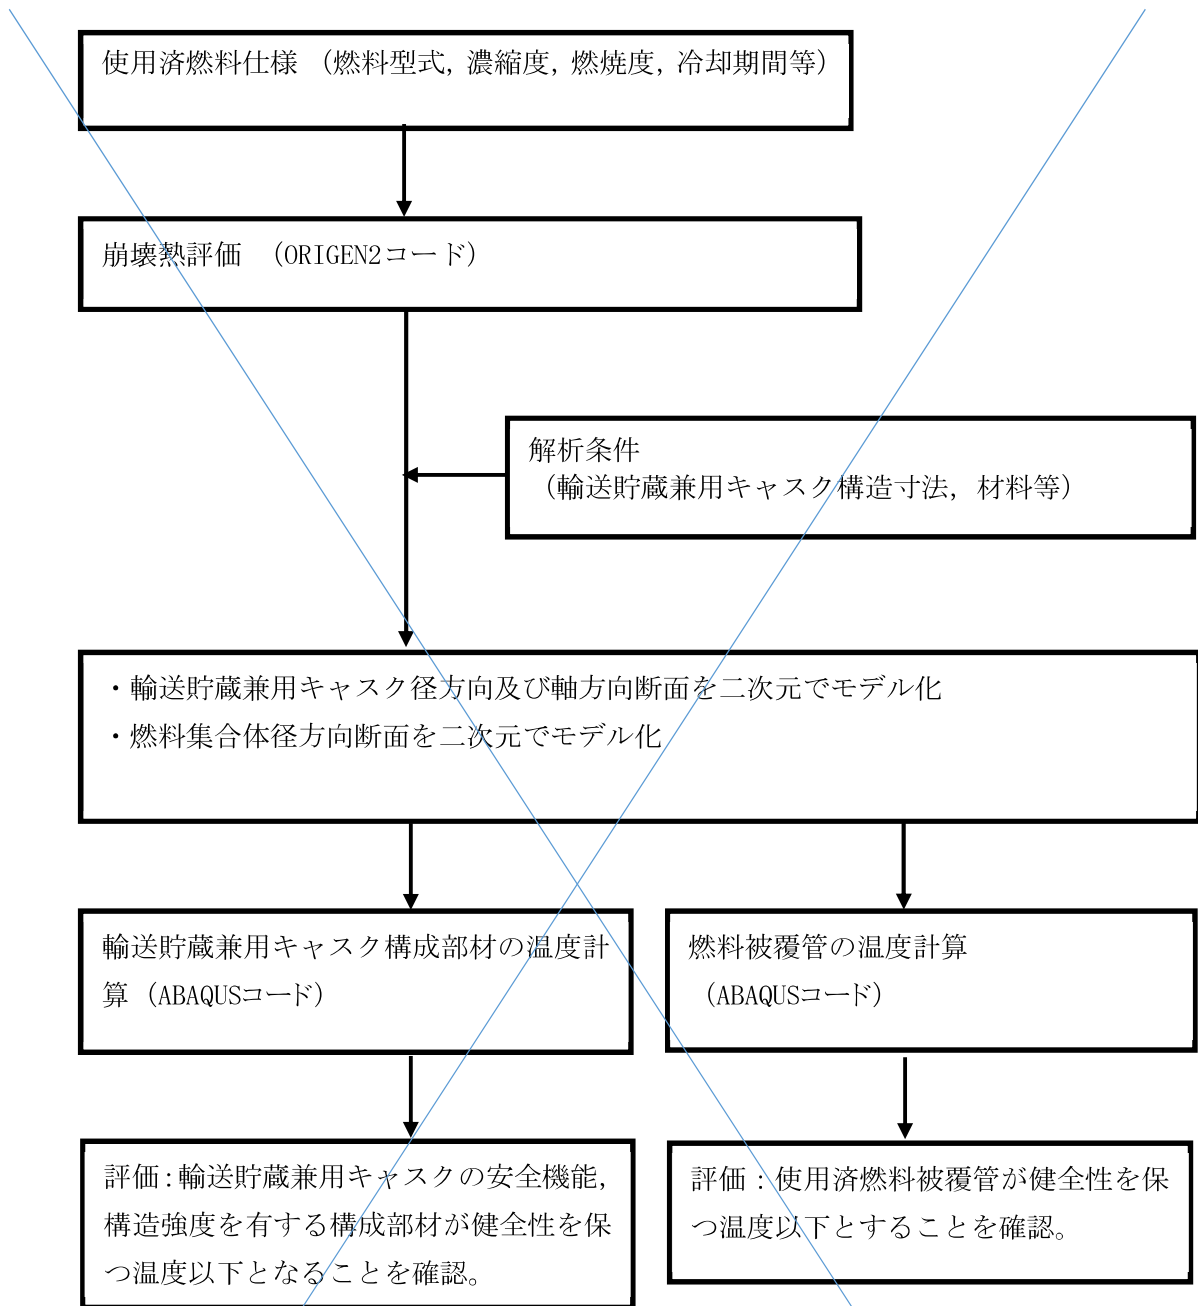 使用済燃料仕様 （燃料型式, 濃縮度, 燃焼度, 冷却期間等）
崩壊熱評価 （ORIGEN2コード）
解析条件
（輸送貯蔵兼用キャスク構造寸法, 材料等）
・輸送貯蔵兼用キャスク径方向及び軸方向断面を二次元でモデル化
・燃料集合体径方向断面を二次元でモデル化
輸送貯蔵兼用キャスク構成部材の温度計
算（ABAQUSコード）
燃料被覆管の温度計算
（ABAQUSコード）
評価:輸送貯蔵兼用キャスクの安全機能,
構造強度を有する構成部材が健全性を保
つ温度以下となることを確認。
評価：使用済燃料被覆管が健全性を保
つ温度以下とすることを確認。